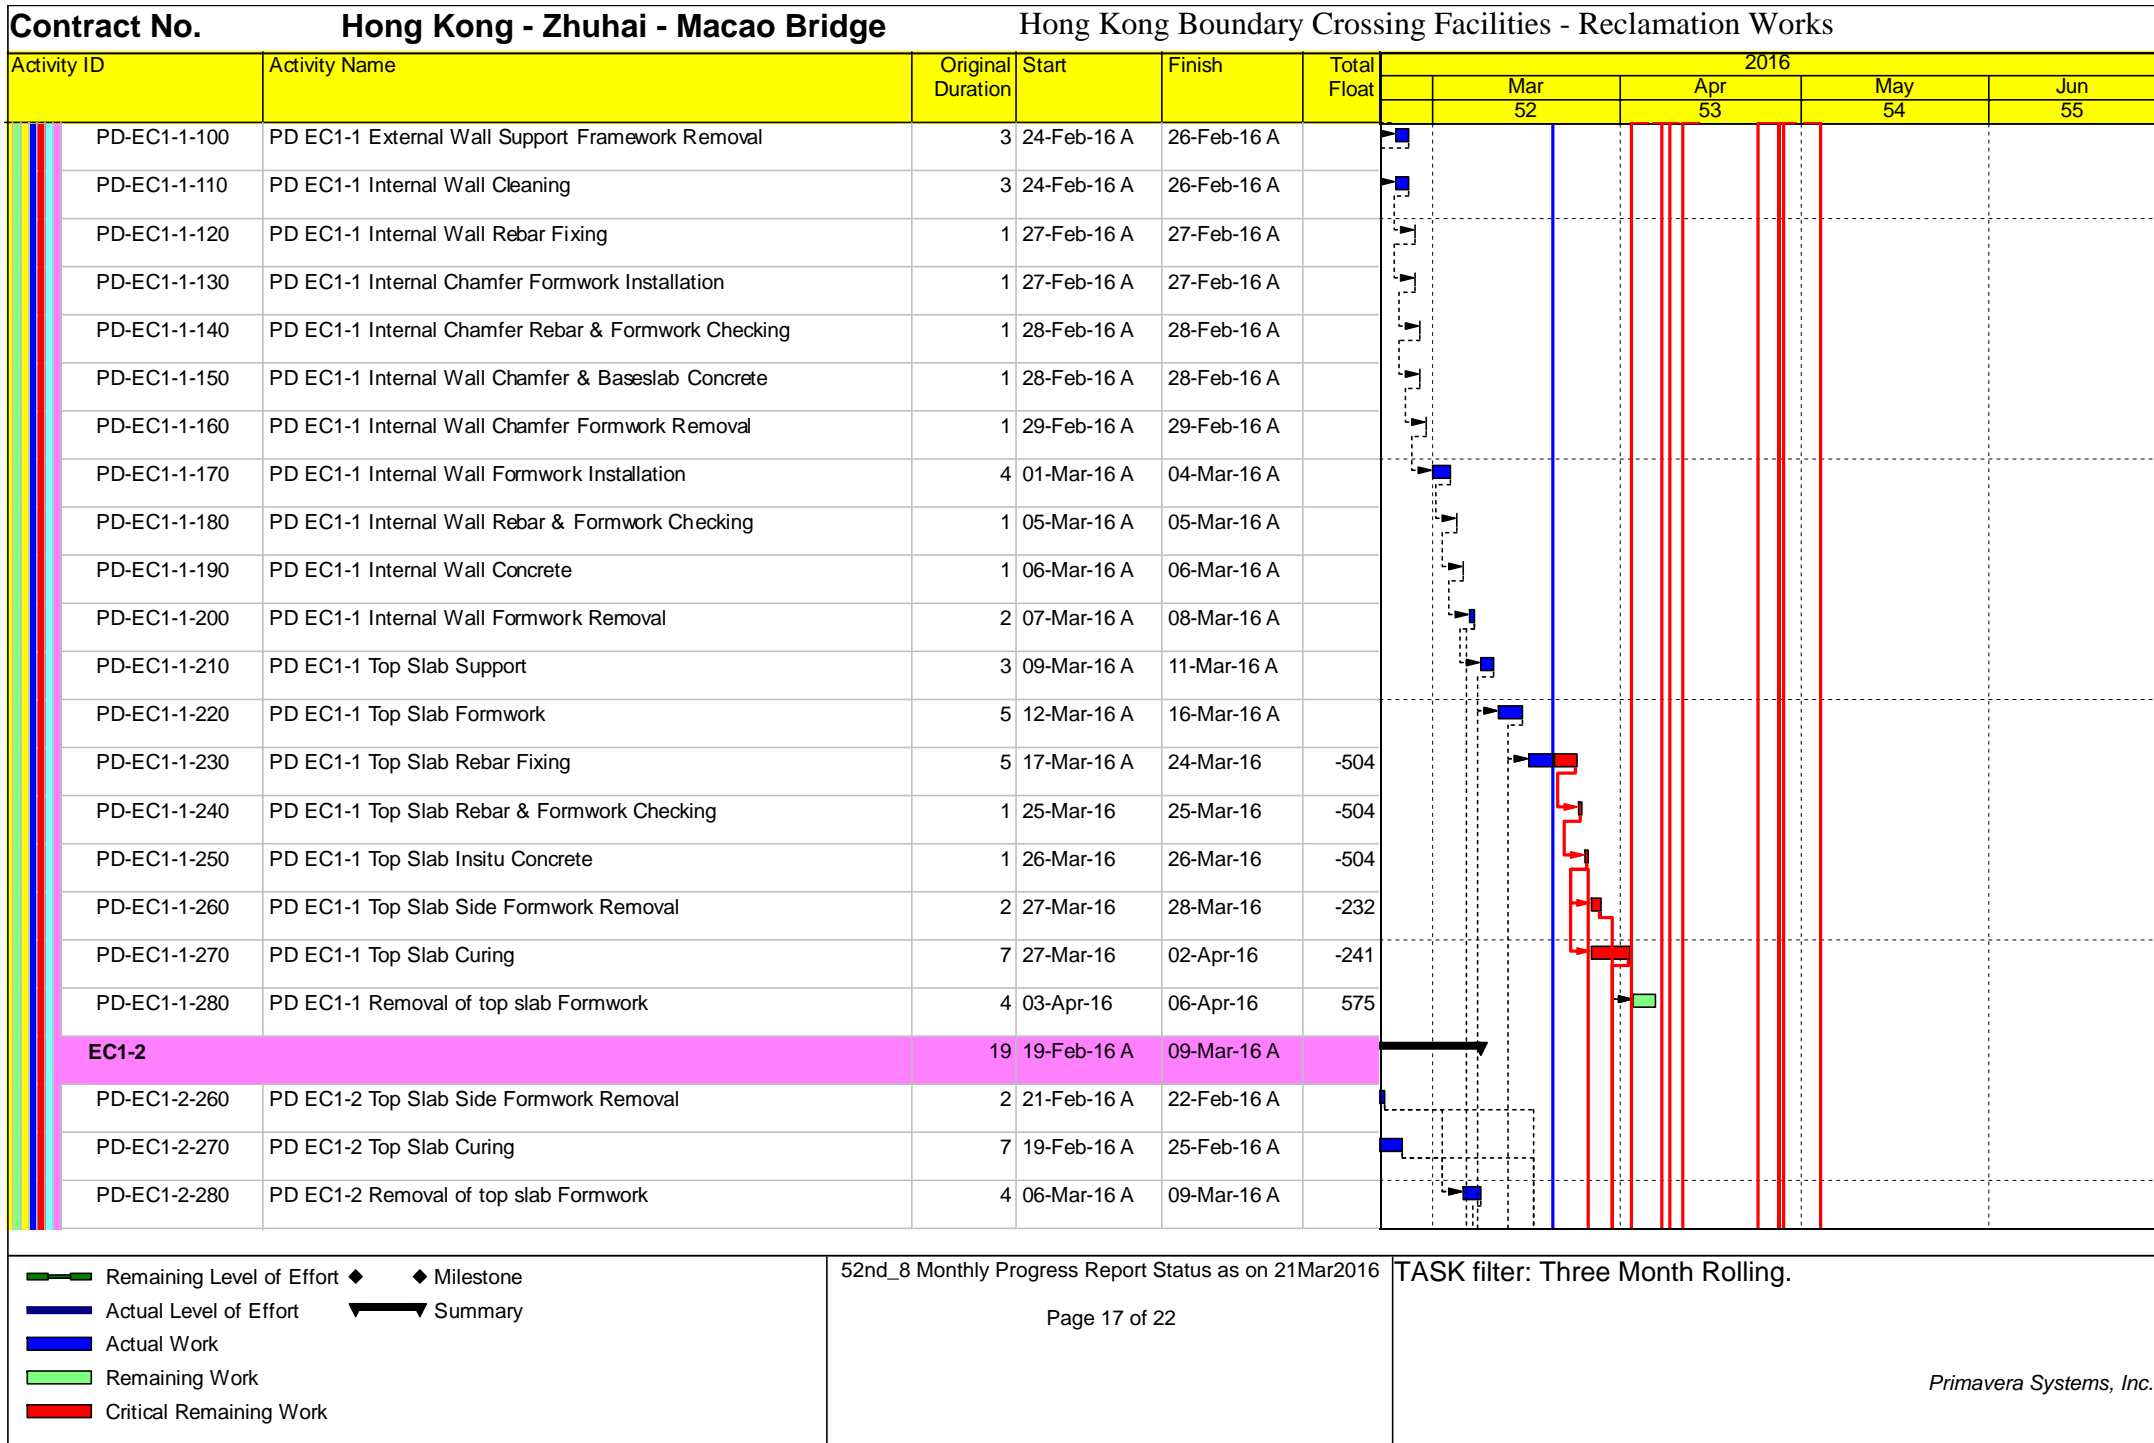 Contract No. Hong Kong - Zhuhai - Macao Bridge Hong Kong Boundary Crossing Facilities - Reclamation Works
Activity ID Activity Name Original Start Finish Total 2016
Duration Float Mar Apr May Jun
52 53 54 55
PD-EC1-1-100 PD EC1-1 External Wall Support Framework Removal 3 24-Feb-16 A 26-Feb-16 A
PD-EC1-1-110 PD EC1-1 Internal Wall Cleaning 3 24-Feb-16 A 26-Feb-16 A
PD-EC1-1-120 PD EC1-1 Internal Wall Rebar Fixing 1 27-Feb-16 A 27-Feb-16 A
PD-EC1-1-130 PD EC1-1 Internal Chamfer Formwork Installation 1 27-Feb-16 A 27-Feb-16 A
PD-EC1-1-140 PD EC1-1 Internal Chamfer Rebar & Formwork Checking 1 28-Feb-16 A 28-Feb-16 A
PD-EC1-1-150 PD EC1-1 Internal Wall Chamfer & Baseslab Concrete 1 28-Feb-16 A 28-Feb-16 A
PD-EC1-1-160 PD EC1-1 Internal Wall Chamfer Formwork Removal 1 29-Feb-16 A 29-Feb-16 A
PD-EC1-1-170 PD EC1-1 Internal Wall Formwork Installation 4 01-Mar-16 A 04-Mar-16 A
PD-EC1-1-180 PD EC1-1 Internal Wall Rebar & Formwork Checking 1 05-Mar-16 A 05-Mar-16 A
PD-EC1-1-190 PD EC1-1 Internal Wall Concrete 1 06-Mar-16 A 06-Mar-16 A
PD-EC1-1-200 PD EC1-1 Internal Wall Formwork Removal 2 07-Mar-16 A 08-Mar-16 A
PD-EC1-1-210 PD EC1-1 Top Slab Support 3 09-Mar-16 A 11-Mar-16 A
PD-EC1-1-220 PD EC1-1 Top Slab Formwork 5 12-Mar-16 A 16-Mar-16 A
PD-EC1-1-230 PD EC1-1 Top Slab Rebar Fixing 5 17-Mar-16 A 24-Mar-16 -504
PD-EC1-1-240 PD EC1-1 Top Slab Rebar & Formwork Checking 1 25-Mar-16 25-Mar-16 -504
PD-EC1-1-250 PD EC1-1 Top Slab Insitu Concrete 1 26-Mar-16 26-Mar-16 -504
PD-EC1-1-260 PD EC1-1 Top Slab Side Formwork Removal 2 27-Mar-16 28-Mar-16 -232
PD-EC1-1-270 PD EC1-1 Top Slab Curing 7 27-Mar-16 02-Apr-16 -241
PD-EC1-1-280 PD EC1-1 Removal of top slab Formwork 4 03-Apr-16 06-Apr-16 575
EC1-2 19 19-Feb-16 A 09-Mar-16 A
PD-EC1-2-260 PD EC1-2 Top Slab Side Formwork Removal 2 21-Feb-16 A 22-Feb-16 A
PD-EC1-2-270 PD EC1-2 Top Slab Curing 7 19-Feb-16 A 25-Feb-16 A
PD-EC1-2-280 PD EC1-2 Removal of top slab Formwork 4 06-Mar-16 A 09-Mar-16 A
Remaining Level of Effort Milestone
Actual Level of Effort Summary
Actual Work
Remaining Work
Critical Remaining Work
52nd_8 Monthly Progress Report Status as on 21Mar2016
Page 17 of 22
TASK filter: Three Month Rolling.
Primavera Systems, Inc.